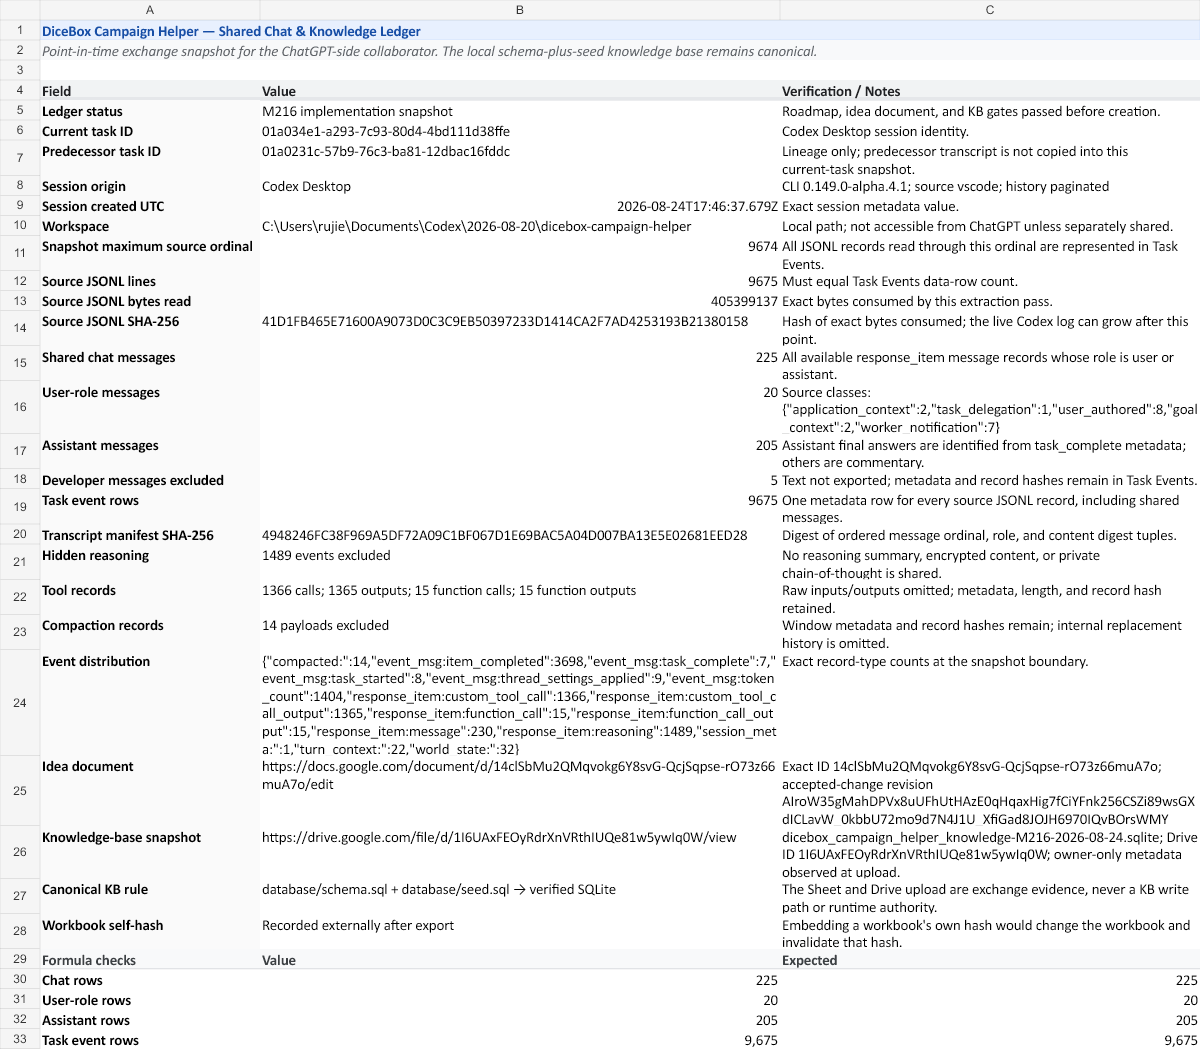 A B C
1 DiceBox Campaign Helper — Shared Chat & Knowledge Ledger
2 Point-in-time exchange snapshot for the ChatGPT-side collaborator. The local schema-plus-seed knowledge base remains canonical.
3
4 Field Value Verification / Notes
5 Ledger status M216 implementation snapshot Roadmap, idea document, and KB gates passed before creation.
6 Current task ID 01a034e1-a293-7c93-80d4-4bd111d38ffe Codex Desktop session identity.
7 Predecessor task ID 01a0231c-57b9-76c3-ba81-12dbac16fddc Lineage only; predecessor transcript is not copied into this
current-task snapshot.
8 Session origin Codex Desktop CLI 0.149.0-alpha.4.1; source vscode; history paginated
9 Session created UTC 2026-08-24T17:46:37.679Z Exact session metadata value.
10 Workspace C:\Users\rujie\Documents\Codex\2026-08-20\dicebox-campaign-helper Local path; not accessible from ChatGPT unless separately shared.
11 Snapshot maximum source ordinal 9674 All JSONL records read through this ordinal are represented in Task
Events.
12 Source JSONL lines 9675 Must equal Task Events data-row count.
13 Source JSONL bytes read 405399137 Exact bytes consumed by this extraction pass.
14 Source JSONL SHA-256 41D1FB465E71600A9073D0C3C9EB50397233D1414CA2F7AD4253193B21380158 Hash of exact bytes consumed; the live Codex log can grow after this
point.
15 Shared chat messages 225 All available response_item message records whose role is user or
assistant.
16 User-role messages 20 Source classes:
{"application_context":2,"task_delegation":1,"user_authored":8,"goal
_context":2,"worker_notification":7}
17 Assistant messages 205 Assistant final answers are identified from task_complete metadata;
others are commentary.
18 Developer messages excluded 5 Text not exported; metadata and record hashes remain in Task Events.
19 Task event rows 9675 One metadata row for every source JSONL record, including shared
messages.
20 Transcript manifest SHA-256 4948246FC38F969A5DF72A09C1BF067D1E69BAC5A04D007BA13E5E02681EED28 Digest of ordered message ordinal, role, and content digest tuples.
21 Hidden reasoning 1489 events excluded No reasoning summary, encrypted content, or private
chain-of-thought is shared.
22 Tool records 1366 calls; 1365 outputs; 15 function calls; 15 function outputs Raw inputs/outputs omitted; metadata, length, and record hash
retained.
23 Compaction records 14 payloads excluded Window metadata and record hashes remain; internal replacement
history is omitted.
24 Event distribution {"compacted:":14,"event_msg:item_completed":3698,"event_msg:task_complete":7," Exact record-type counts at the snapshot boundary.
event_msg:task_started":8,"event_msg:thread_settings_applied":9,"event_msg:token
_count":1404,"response_item:custom_tool_call":1366,"response_item:custom_tool_c
all_output":1365,"response_item:function_call":15,"response_item:function_call_out
put":15,"response_item:message":230,"response_item:reasoning":1489,"session_met
a:":1,"turn_context:":22,"world_state:":32}
25 Idea document https://docs.google.com/document/d/14clSbMu2QMqvokg6Y8svG-QcjSqpse-rO73z66 Exact ID 14clSbMu2QMqvokg6Y8svG-QcjSqpse-rO73z66muA7o;
muA7o/edit accepted-change revision
AIroW35gMahDPVx8uUFhUtHAzE0qHqaxHig7fCiYFnk256CSZi89wsGX
dICLavW_0kbbU72mo9d7N4J1U_XfiGad8JOJH6970IQvBOrsWMY
26 Knowledge-base snapshot https://drive.google.com/file/d/1I6UAxFEOyRdrXnVRthIUQe81w5ywIq0W/view dicebox_campaign_helper_knowledge-M216-2026-08-24.sqlite; Drive
ID 1I6UAxFEOyRdrXnVRthIUQe81w5ywIq0W; owner-only metadata
observed at upload.
27 Canonical KB rule database/schema.sql + database/seed.sql → verified SQLite The Sheet and Drive upload are exchange evidence, never a KB write
path or runtime authority.
28 Workbook self-hash Recorded externally after export Embedding a workbook's own hash would change the workbook and
invalidate that hash.
29 Formula checks Value Expected
30 Chat rows 225 225
31 User-role rows 20 20
32 Assistant rows 205 205
33 Task event rows 9,675 9,675